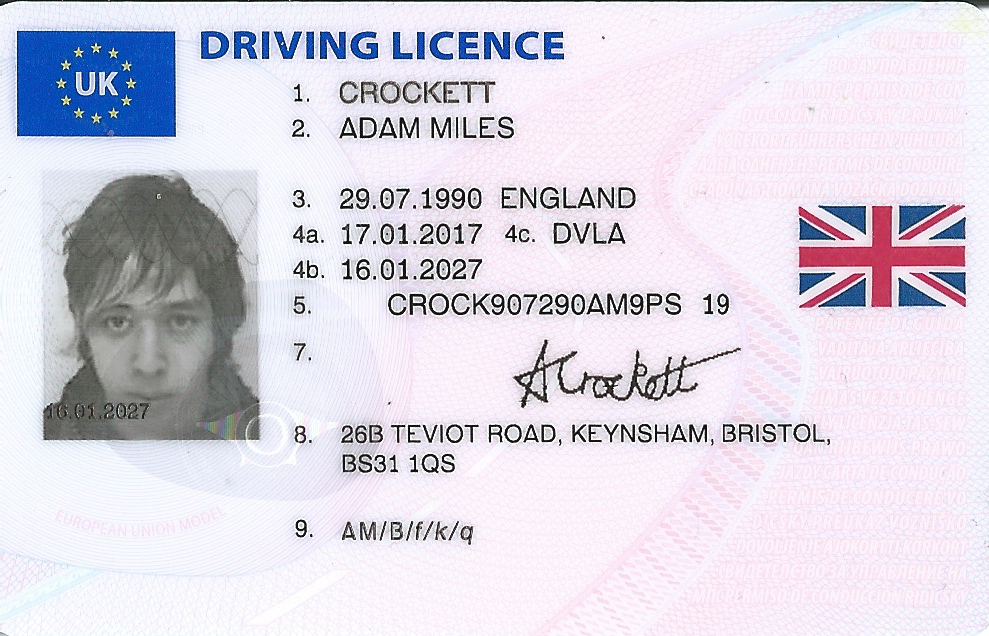 UK
DRIVING LICENCE
1. CROCKETT
2. ADAM MILES
3. 29.07.1990 ENGLAND
4a. 17.01.2017 4c. DVLA
4b. 16.01.2027
5. CROCK907290AM9PS 19
7. ACrockett
16.01.2027
8. 26B TEVIOT ROAD, KEYNSHAM, BRISTOL,
BS31 1QS
EUROPEAN UNION MODEL
9. AM/B/f/k/q